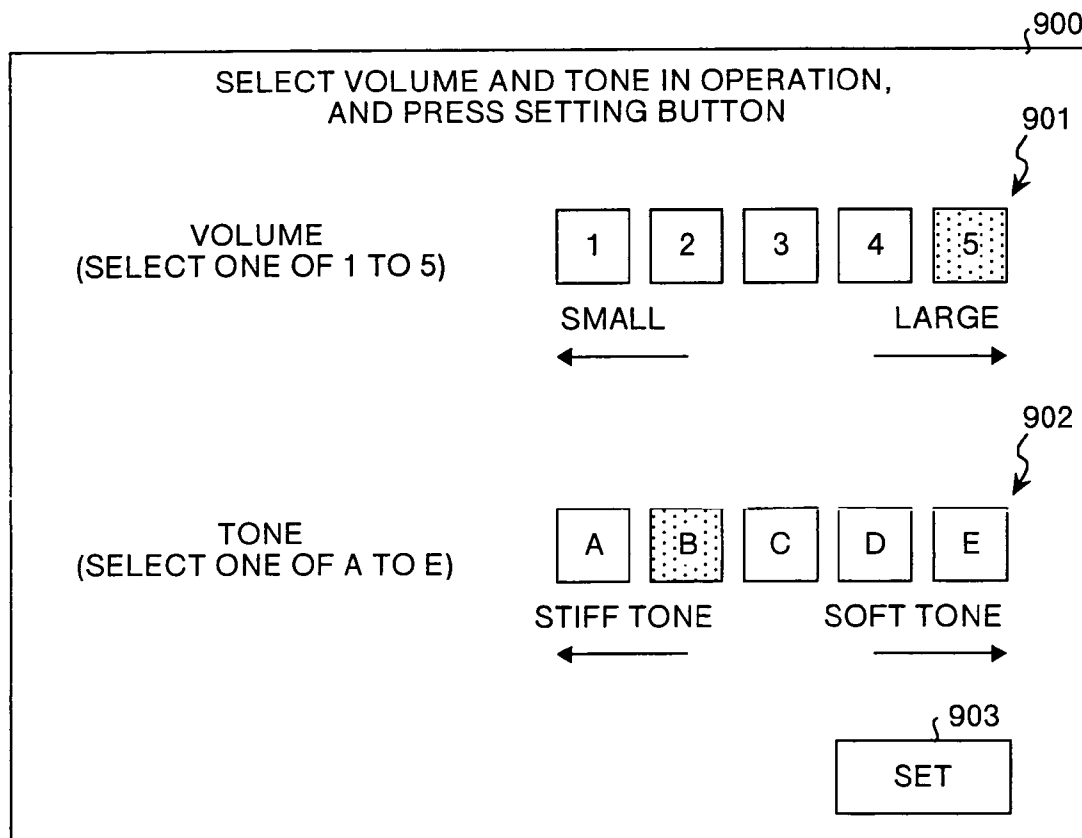 900
SELECT VOLUME AND TONE IN OPERATION,
AND PRESS SETTING BUTTON
901
VOLUME
(SELECT ONE OF 1 TO 5)
1 2 3 4 5
SMALL LARGE
902
TONE
(SELECT ONE OF A TO E)
A B C D E
STIFF TONE SOFT TONE
903
SET